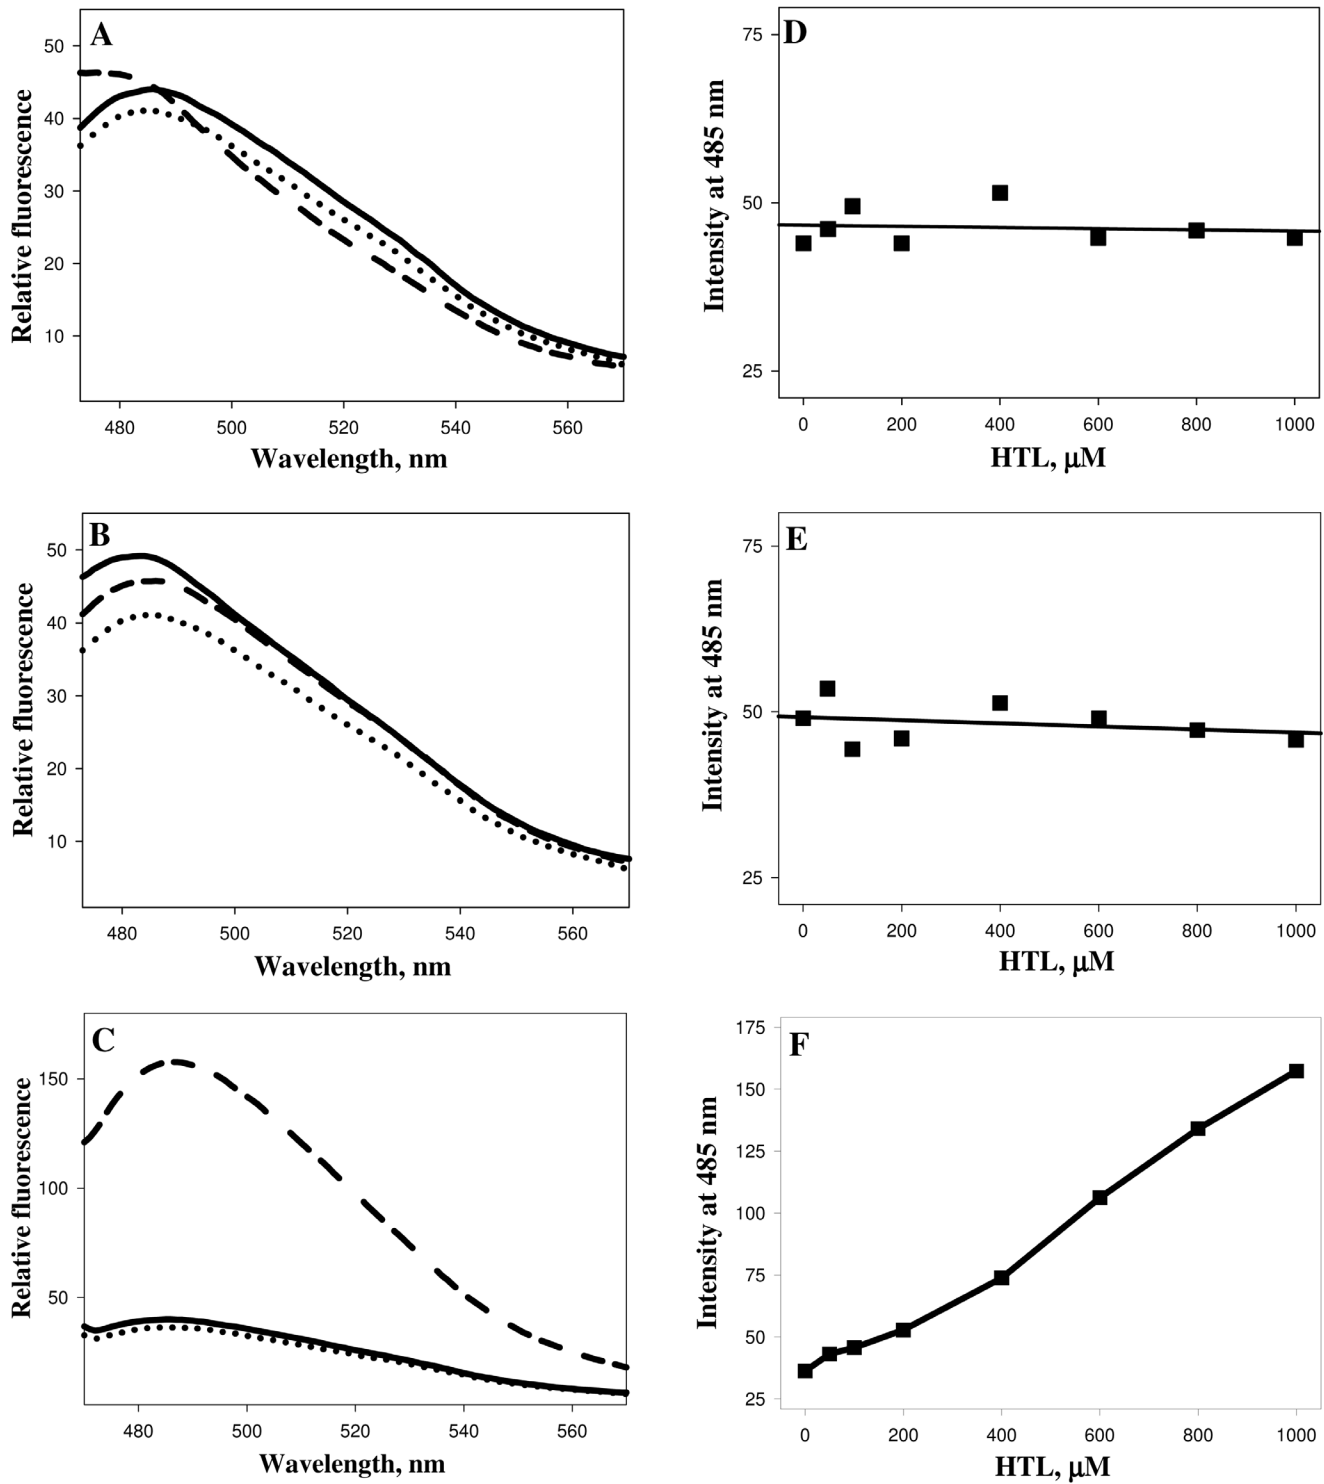 A
50
40
30
20
10
Relative fluorescence
480 500 520 540 560
Wavelength, nm
D
75
50
25
Intensity at 485 nm
0 200 400 600 800 1000
HTL, μM
B
50
40
30
20
10
Relative fluorescence
480 500 520 540 560
Wavelength, nm
E
75
50
25
Intensity at 485 nm
0 200 400 600 800 1000
HTL, μM
C
150
100
50
Relative fluorescence
480 500 520 540 560
Wavelength, nm
F
175
150
125
100
75
50
25
Intensity at 485 nm
0 200 400 600 800 1000
HTL, μM